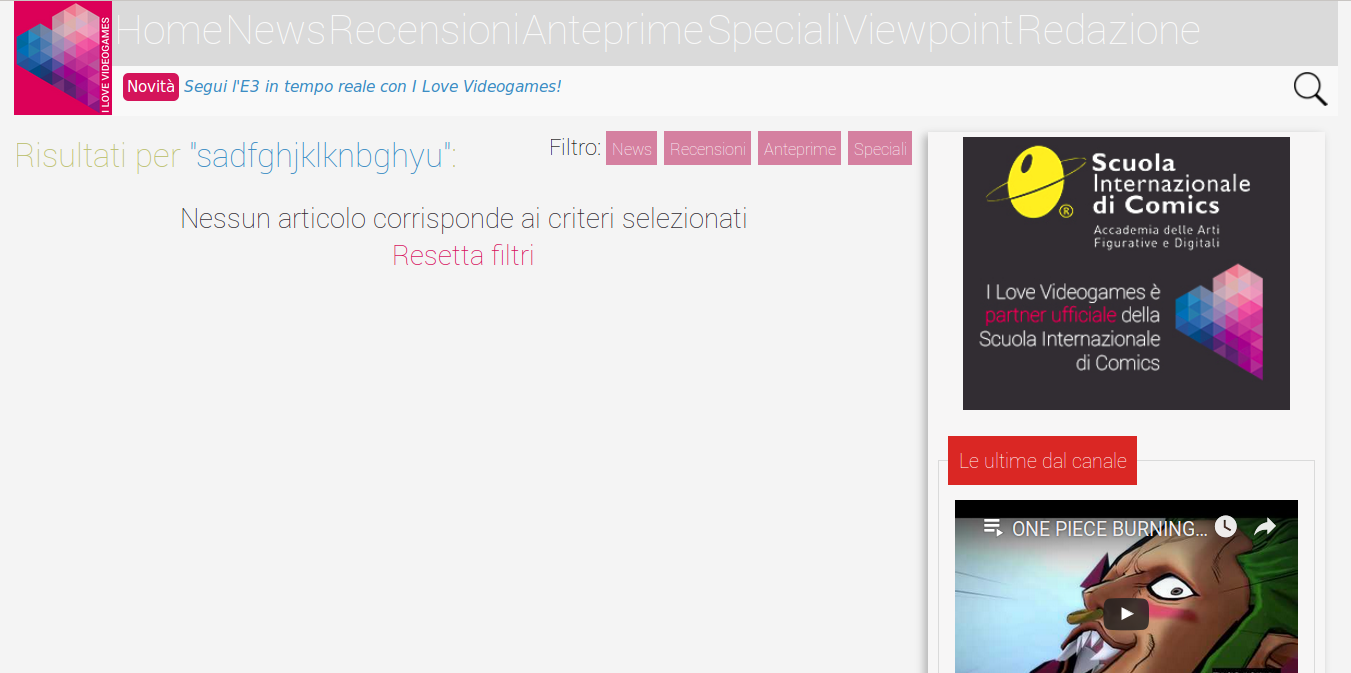 I LOVE VIDEOGAMES
Home News Recensioni Anteprime Speciali Viewpoint Redazione
Novità Segui l'E3 in tempo reale con I Love Videogames!
Risultati per "sadfghjklknbghyu":
Filtro: News Recensioni Anteprime Speciali
Nessun articolo corrisponde ai criteri selezionati
Resetta filtri
Scuola
Internazionale
di Comics
®
Accademia delle Arti
Figurative e Digitali
I Love Videogames è
partner ufficiale della
Scuola Internazionale
di Comics
Le ultime dal canale
ONE PIECE BURNING...